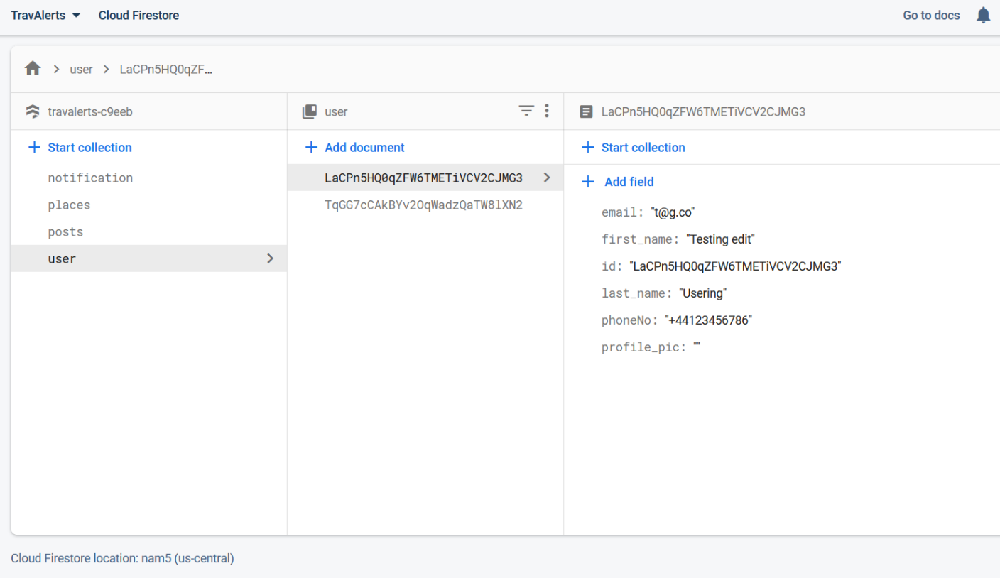 TravAlerts Cloud Firestore Go to docs
user LaCPn5HQ0qZF...
travalerts-c9eeb
Start collection
notification
places
posts
user
user
Add document
LaCPn5HQ0qZFW6TMETiVCV2CJMG3
TqGG7cCAkBYv2OqWadzQaTW8lXN2
LaCPn5HQ0qZFW6TMETiVCV2CJMG3
Start collection
Add field
email: "t@g.co"
first_name: "Testing edit"
id: "LaCPn5HQ0qZFW6TMETiVCV2CJMG3"
last_name: "Usering"
phoneNo: "+44123456786"
profile_pic: ""
Cloud Firestore location: nam5 (us-central)